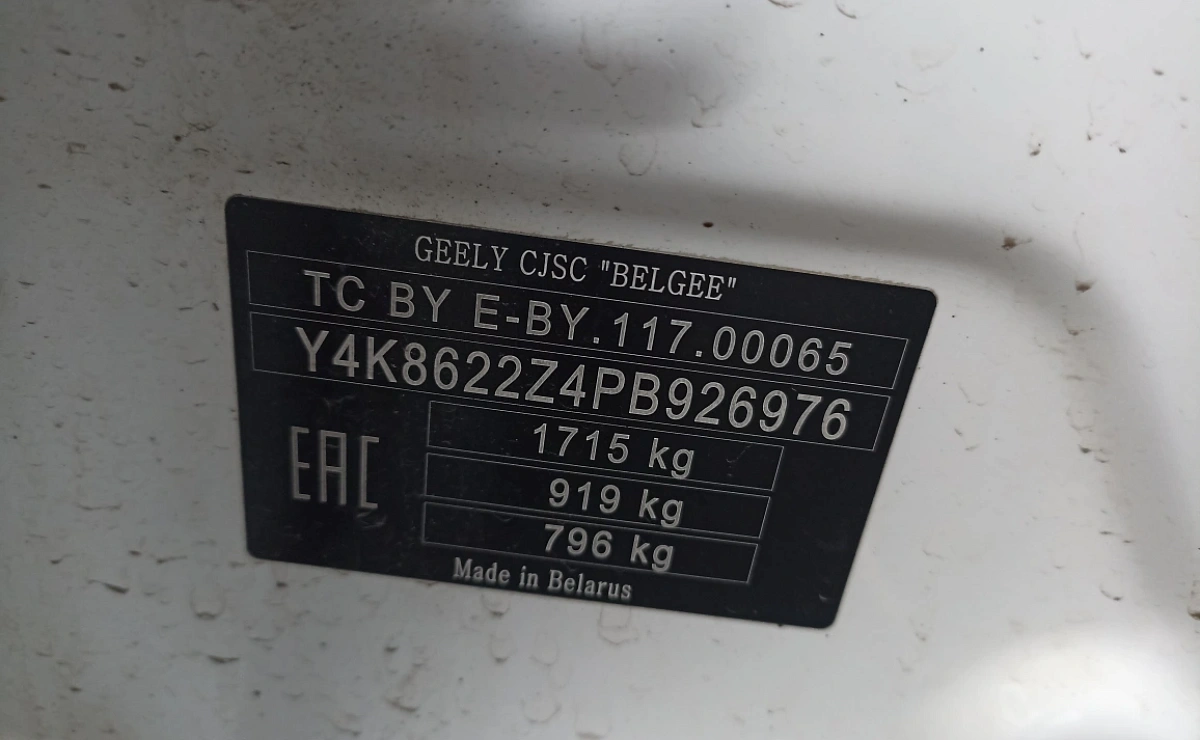 GEELY CJSC "BELGEE"
TC BY E-BY.117.00065
Y4K8622Z4PB926976
1715 kg
EAC
919 kg
796 kg
Made in Belarus